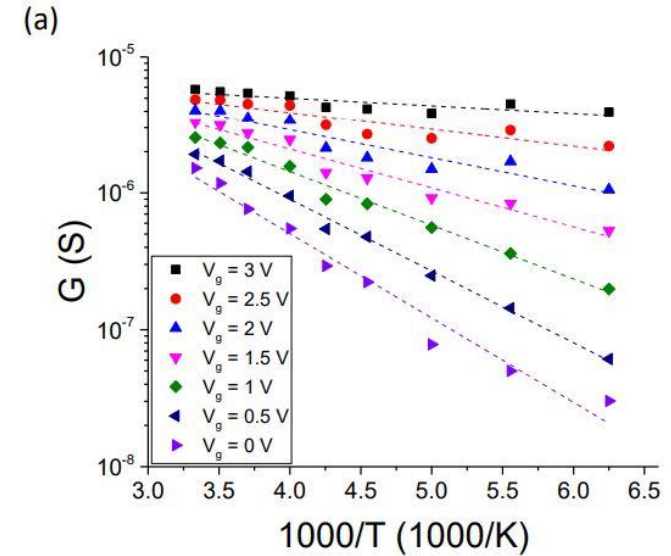 (a)
10⁻⁵
10⁻⁶
10⁻⁷
10⁻⁸
G (S)
V_g = 3 V
V_g = 2.5 V
V_g = 2 V
V_g = 1.5 V
V_g = 1 V
V_g = 0.5 V
V_g = 0 V
3.0 3.5 4.0 4.5 5.0 5.5 6.0 6.5
1000/T (1000/K)